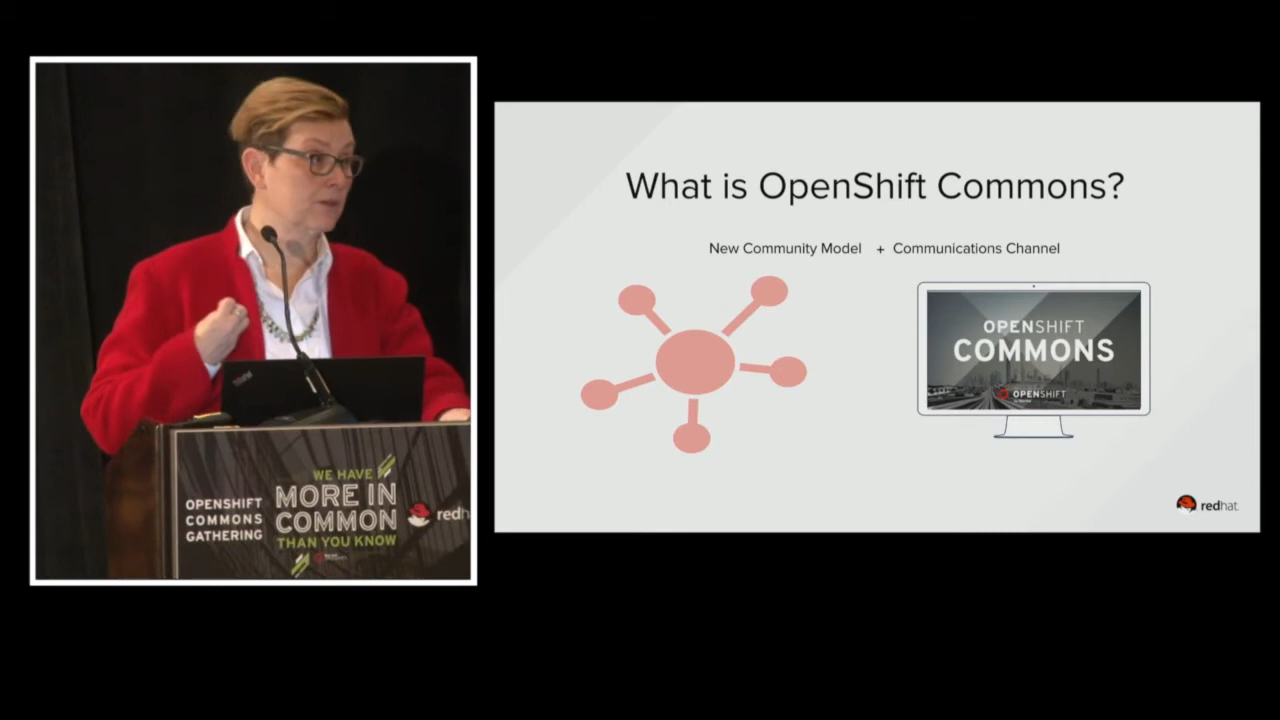 What is OpenShift Commons?
New Community Model + Communications Channel
OPENSHIFT
COMMONS
OPENSHIFT
redhat.
OPENSHIFT
COMMONS
GATHERING
WE HAVE
MORE IN
COMMON
THAN YOU KNOW
redh